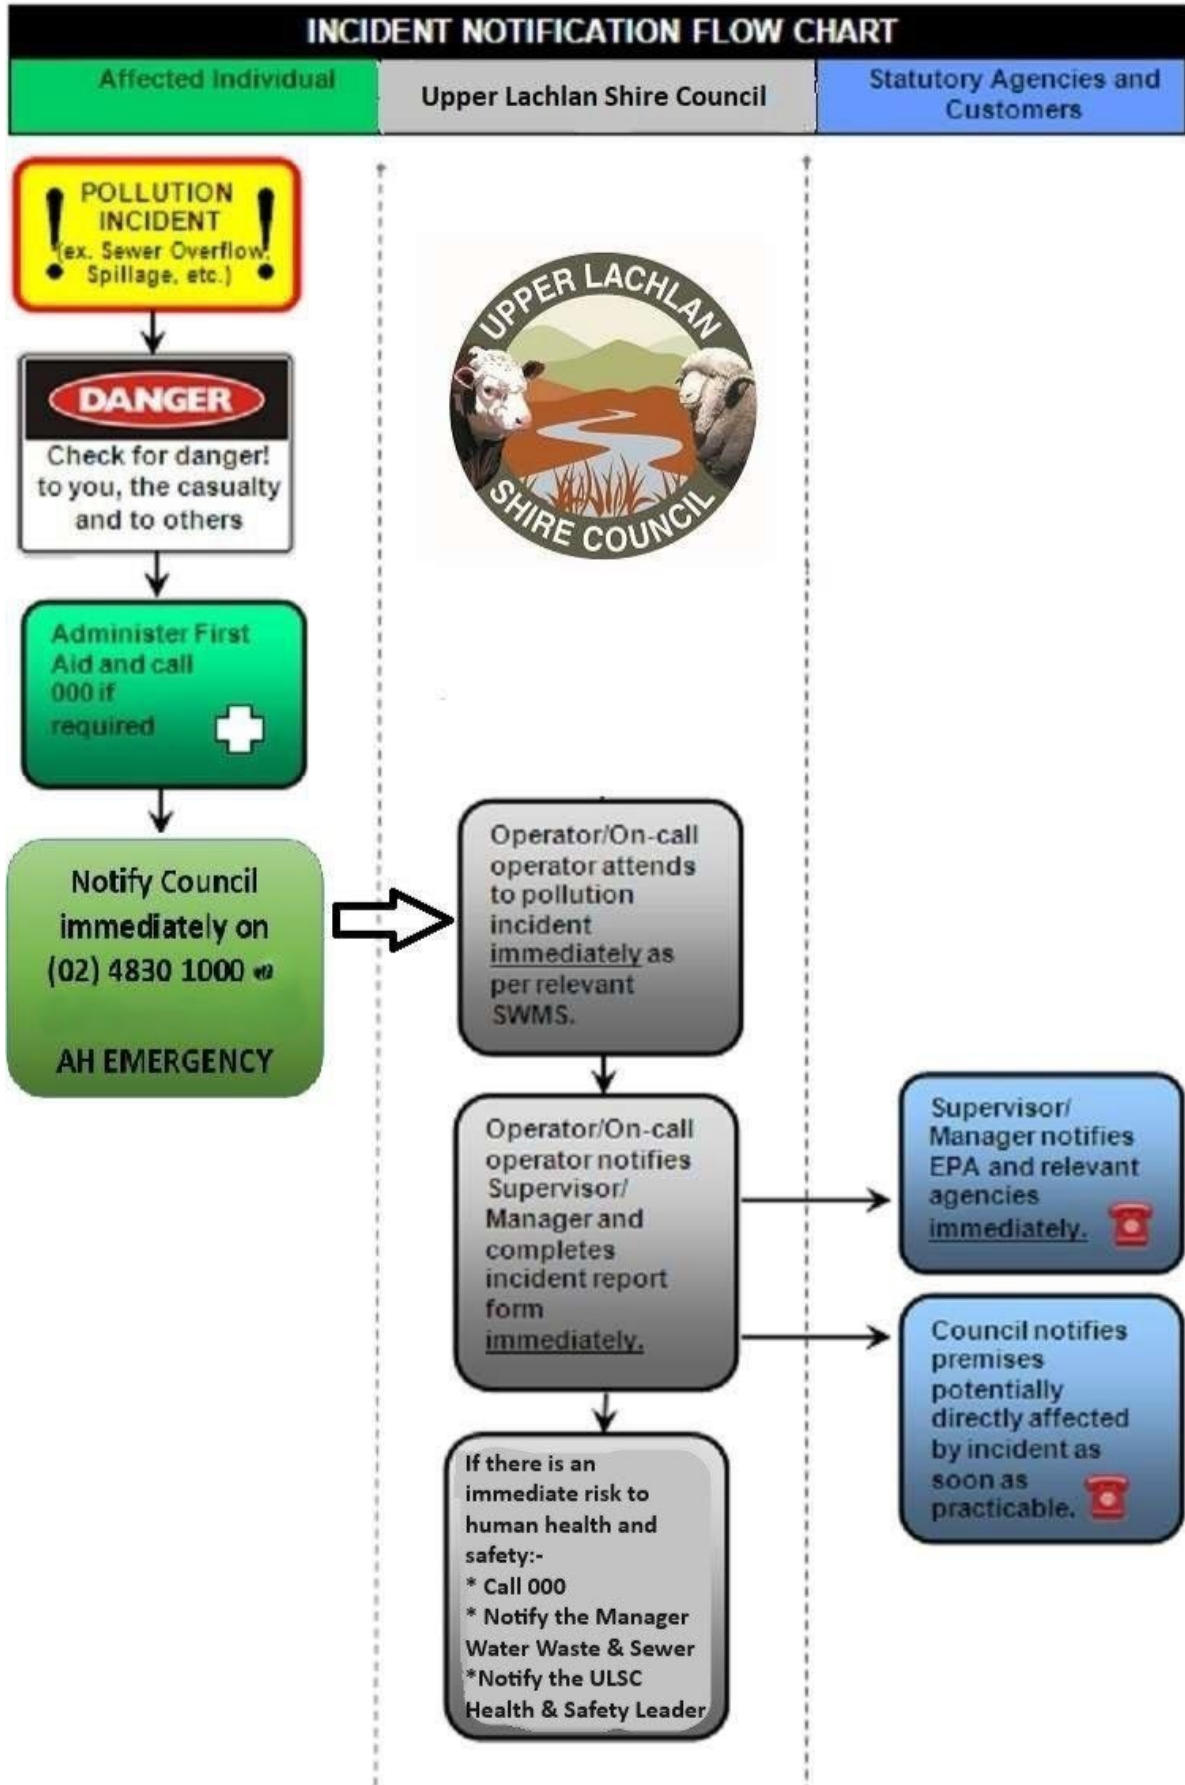 INCIDENT NOTIFICATION FLOW CHART
Affected Individual
Upper Lachlan Shire Council
Statutory Agencies and
Customers
POLLUTION
INCIDENT
(ex. Sewer Overflow,
Spillage, etc.)
! !
DANGER
Check for danger!
to you, the casualty
and to others
Administer First
Aid and call
000 if
required
Notify Council
immediately on
(02) 4830 1000
AH EMERGENCY
UPPER LACHLAN
SHIRE COUNCIL
Operator/On-call
operator attends
to pollution
incident
immediately as
per relevant
SWMS.
Operator/On-call
operator notifies
Supervisor/
Manager and
completes
incident report
form
immediately.
If there is an
immediate risk to
human health and
safety:-
* Call 000
* Notify the Manager
Water Waste & Sewer
*Notify the ULSC
Health & Safety Leader
Supervisor/
Manager notifies
EPA and relevant
agencies
immediately.
Council notifies
premises
potentially
directly affected
by incident as
soon as
practicable.